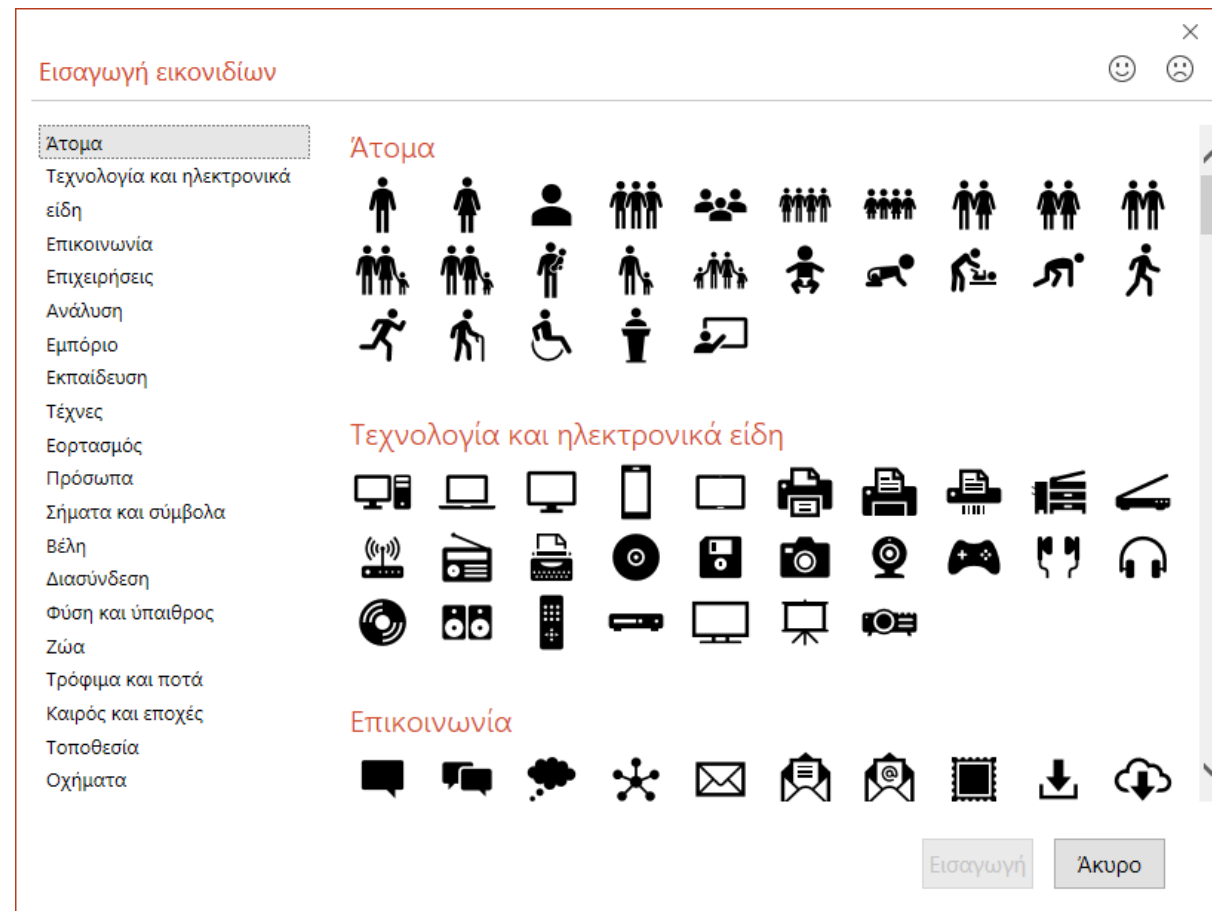 Εισαγωγή εικονιδίων
Άτομα
Τεχνολογία και ηλεκτρονικά
είδη
Επικοινωνία
Επιχειρήσεις
Ανάλυση
Εμπόριο
Εκπαίδευση
Τέχνες
Εορτασμός
Πρόσωπα
Σήματα και σύμβολα
Βέλη
Διασύνδεση
Φύση και ύπαιθρος
Ζώα
Τρόφιμα και ποτά
Καιρός και εποχές
Τοποθεσία
Οχήματα
Άτομα
Τεχνολογία και ηλεκτρονικά είδη
Επικοινωνία
Εισαγωγή
Άκυρο